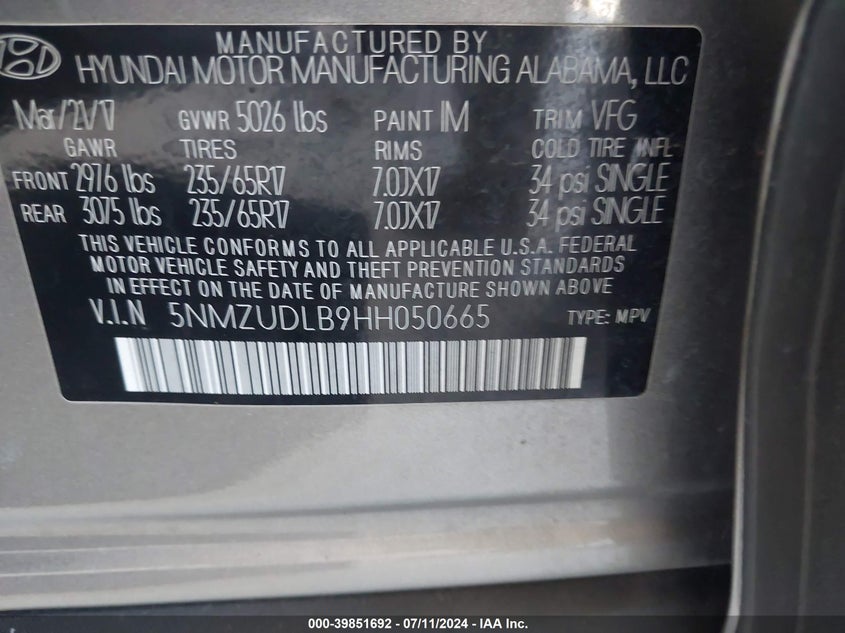 MANUFACTURED BY
HYUNDAI MOTOR MANUFACTURING ALABAMA, LLC
Mar/21/17 GVWR 5026 lbs PAINT IM TRIM VFG
GAWR TIRES RIMS COLD TIRE INFL
FRONT 2976 lbs 235/65R17 7.0JX17 34 psi SINGLE
REAR 3075 lbs 235/65R17 7.0JX17 34 psi SINGLE
THIS VEHICLE CONFORMS TO ALL APPLICABLE U.S.A. FEDERAL
MOTOR VEHICLE SAFETY AND THEFT PREVENTION STANDARDS
IN EFFECT ON THE DATE OF MANUFACTURE SHOWN ABOVE
V.I.N 5NMZUDLB9HH050665 TYPE: MPV
000-39851692 - 07/11/2024 - IAA Inc.